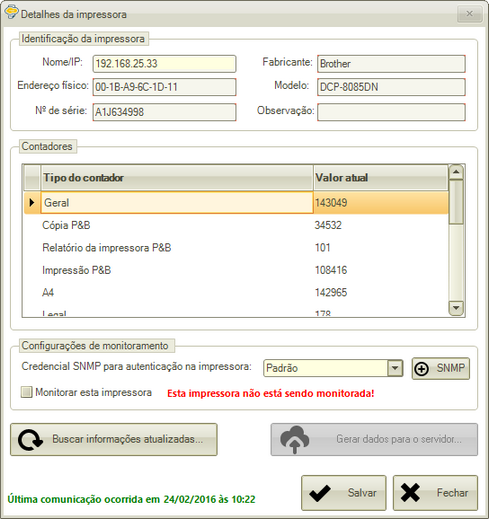 Detalhes da impressora
Identificação da impressora
Nome/IP: 192.168.25.33 Fabricante: Brother
Endereço físico: 00-1B-A9-6C-1D-11 Modelo: DCP-8085DN
Nº de série: A1J634998 Observação:
Contadores
Tipo do contador Valor atual
Geral 143049
Cópia P&B 34532
Relatório da impressora P&B 101
Impressão P&B 108416
A4 142965
Legal 178
Configurações de monitoramento
Credencial SNMP para autenticação na impressora: Padrão SNMP
Monitorar esta impressora Esta impressora não está sendo monitorada!
Buscar informações atualizadas... Gerar dados para o servidor...
Última comunicação ocorrida em 24/02/2016 às 10:22 Salvar Fechar